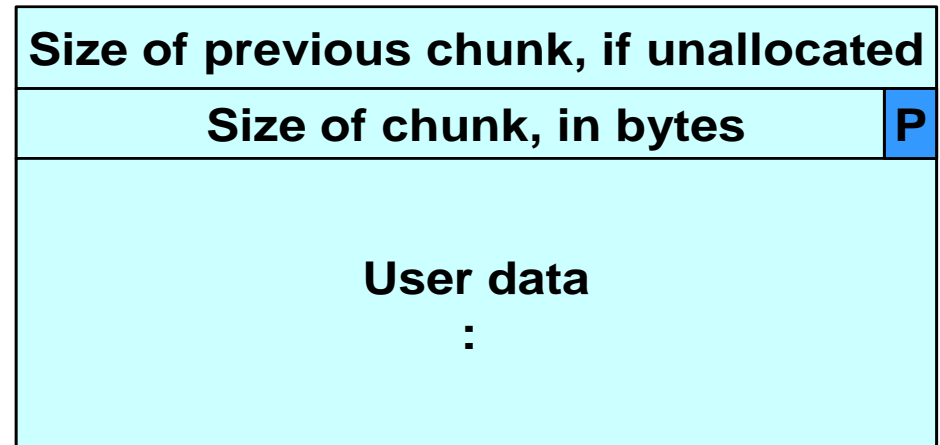 Size of previous chunk, if unallocated
Size of chunk, in bytes P
User data
: